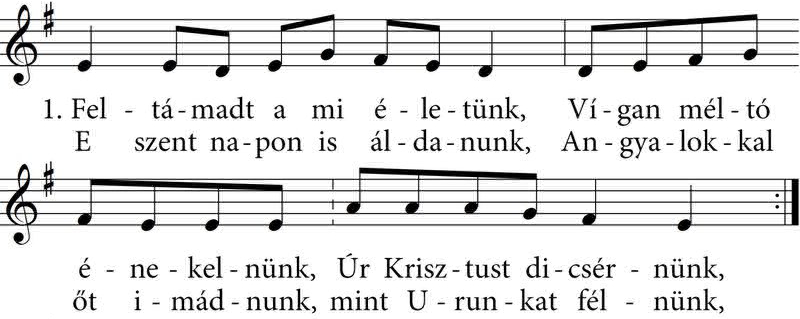 1. Fel - tá - madt a mi é - le - tünk, Ví - gan mél - tó
E szent na - pon is ál - da - nunk, An - gya - lok - kal
é - ne - kel - nünk, Úr Krisz - tust di - csér - nünk,
őt i - mád - nunk, mint U - run - kat fél - nünk,